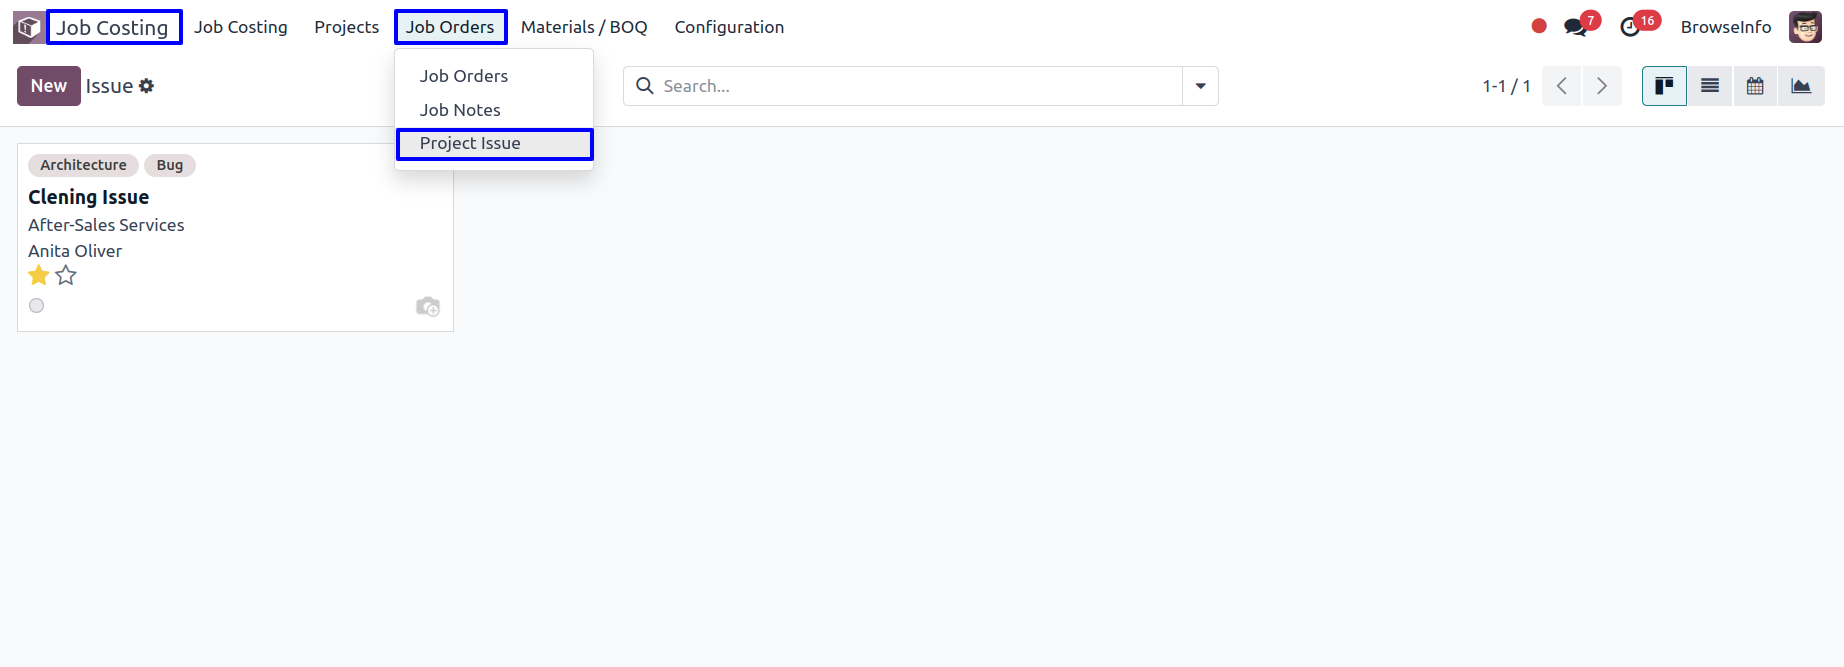 Job Costing Job Costing Projects Job Orders Materials / BOQ Configuration 7 16 BrowseInfo
New Issue Search... 1-1 / 1
Job Orders
Job Notes
Project Issue
Architecture Bug
Clening Issue
After-Sales Services
Anita Oliver